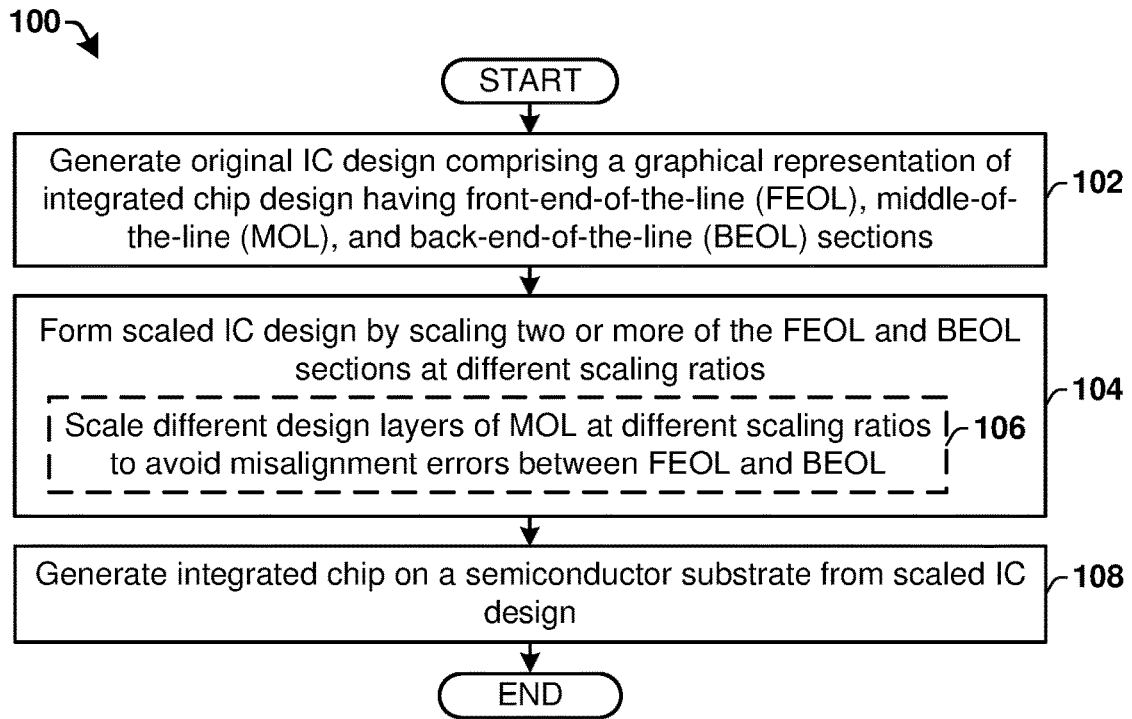 100
START
Generate original IC design comprising a graphical representation of
integrated chip design having front-end-of-the-line (FEOL), middle-of-
the-line (MOL), and back-end-of-the-line (BEOL) sections
102
Form scaled IC design by scaling two or more of the FEOL and BEOL
sections at different scaling ratios
104
Scale different design layers of MOL at different scaling ratios
to avoid misalignment errors between FEOL and BEOL
106
Generate integrated chip on a semiconductor substrate from scaled IC
design
108
END